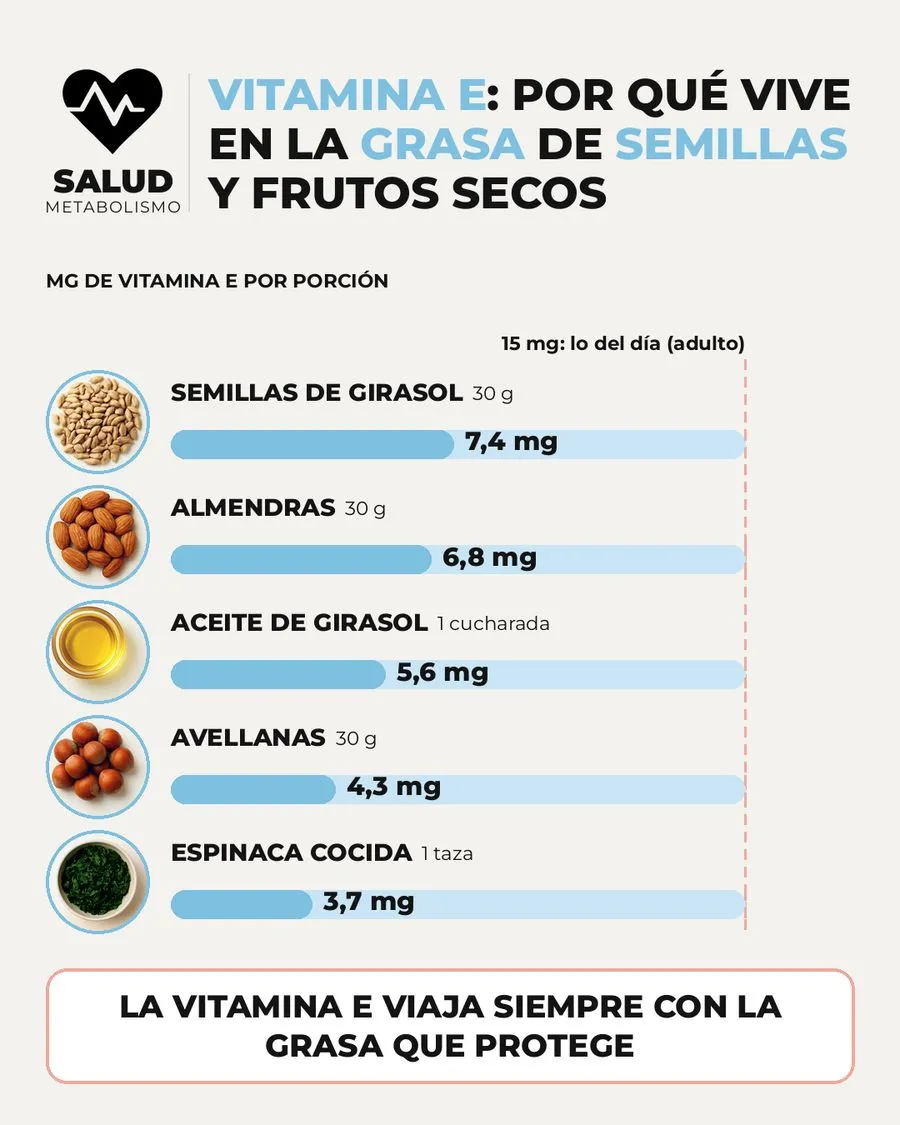 SALUD
METABOLISMO
VITAMINA E: POR QUÉ VIVE
EN LA GRASA DE SEMILLAS
Y FRUTOS SECOS
MG DE VITAMINA E POR PORCIÓN
15 mg: lo del día (adulto)
SEMILLAS DE GIRASOL 30 g
7,4 mg
ALMENDRAS 30 g
6,8 mg
ACEITE DE GIRASOL 1 cucharada
5,6 mg
AVELLANAS 30 g
4,3 mg
ESPINACA COCIDA 1 taza
3,7 mg
LA VITAMINA E VIAJA SIEMPRE CON LA
GRASA QUE PROTEGE